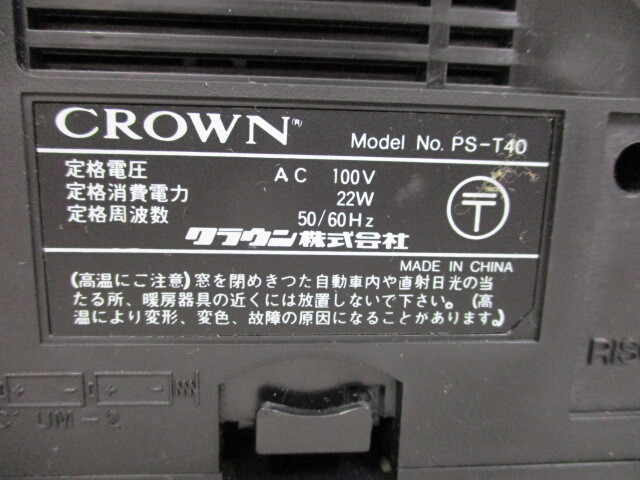 CROWN® Model No. PS-T40
定格電圧 AC 100V
定格消費電力 22W
定格周波数 50/60Hz
クラウン株式会社
〒
MADE IN CHINA
(高温にご注意) 窓を閉めきつた自動車内や直射日光の当
たる所、暖房器具の近くには放置しないで下さい。(高
温により変形、変色、故障の原因になることがあります。)
RIS
+ - + -
UM-2